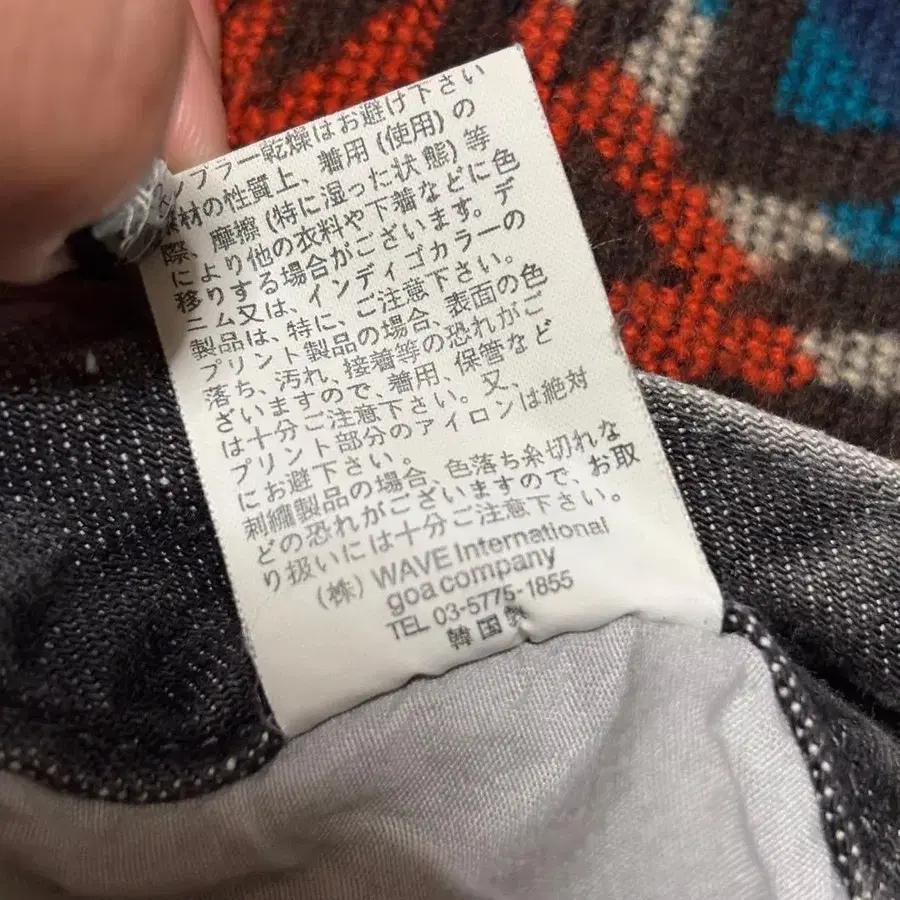 タンブラー乾燥はお避け下さい
素材の性質上、着用(使用)の
際、摩擦(特に湿った状態)等
により他の衣料や下着などに色
移りする場合がございます。デ
ニム又は、インディゴカラーの
製品は、特に、ご注意下さい。
プリント製品の場合、表面の色
落ち、汚れ、接着等の恐れがご
ざいますので、着用、保管など
は十分ご注意下さい。又、
プリント部分のアイロンは絶対
にお避下さい。
刺繍製品の場合、色落ち糸切れな
どの恐れがございますので、お取
り扱いには十分ご注意下さい。
(株) WAVE International
goa company
TEL 03-5775-1855
韓国製